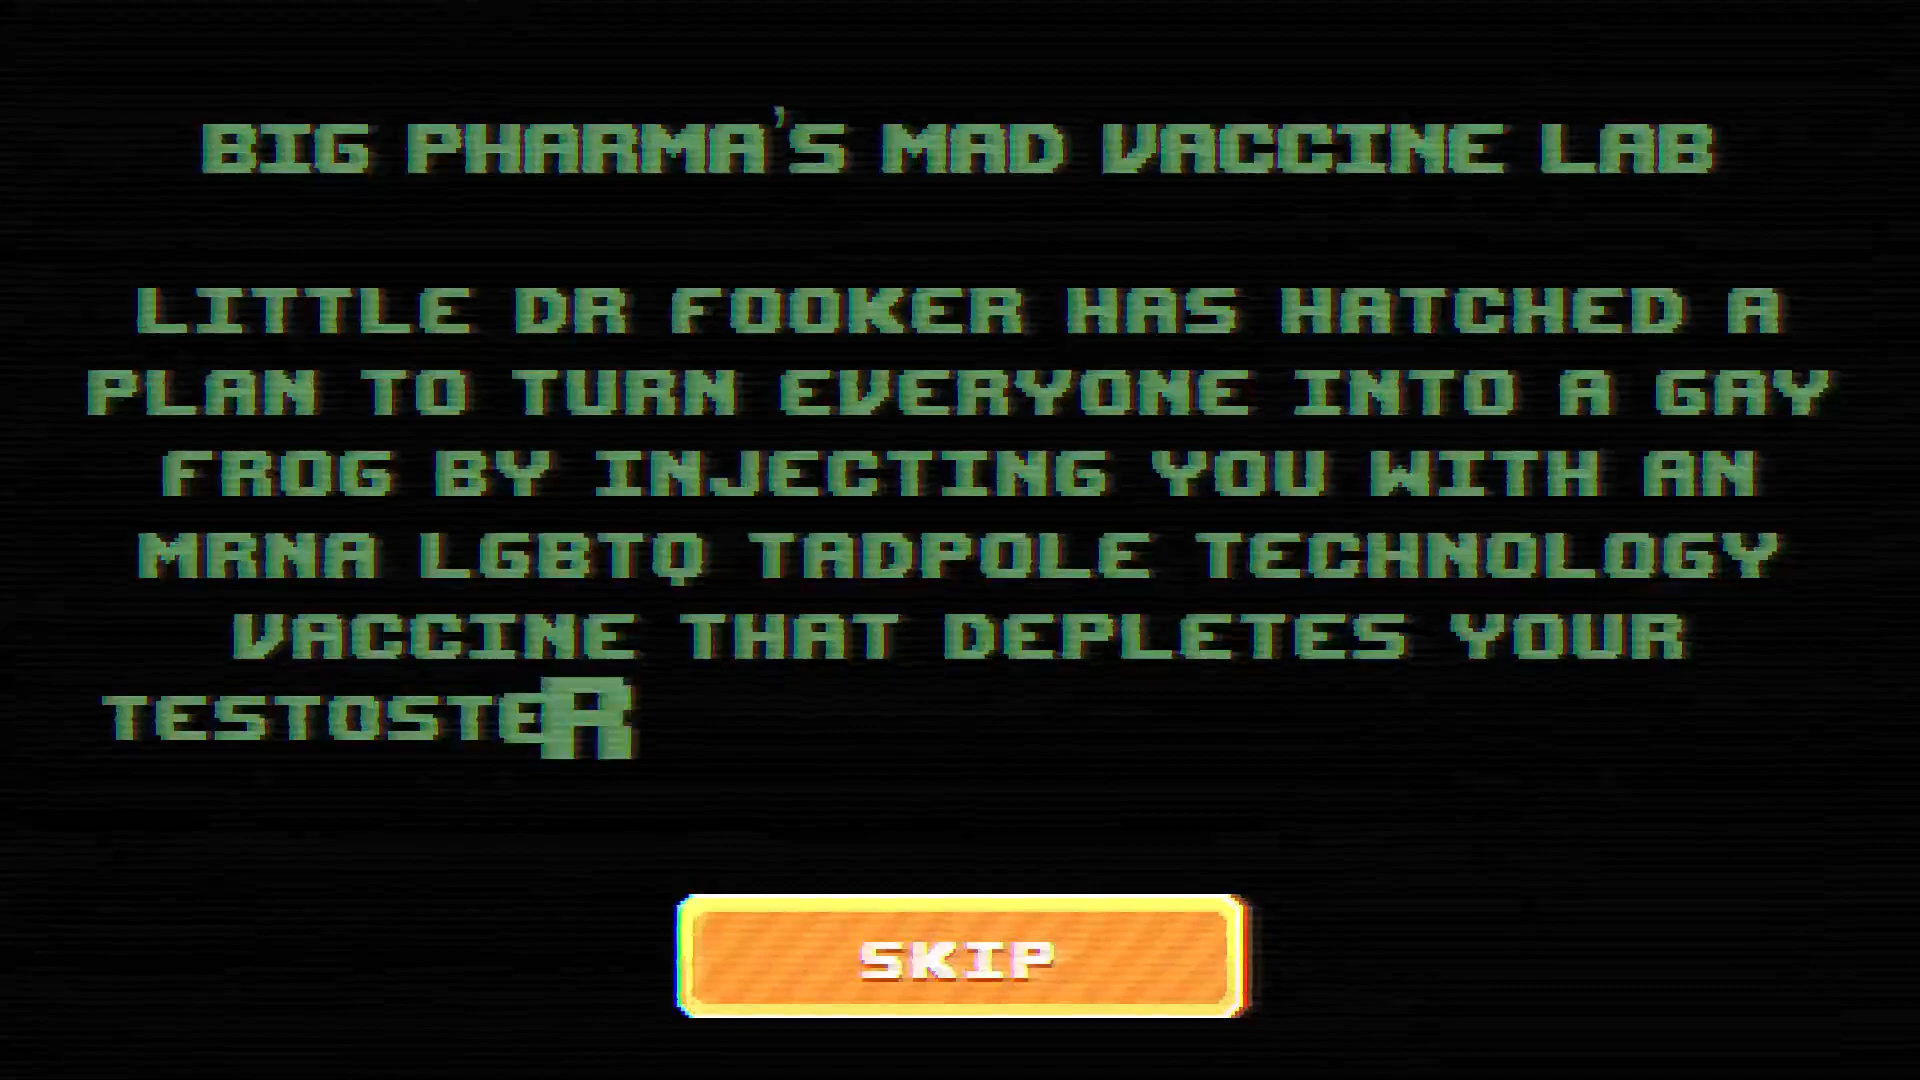 BIG PHARMA'S MAD VACCINE LAB
LITTLE DR FOOKER HAS HATCHED A
PLAN TO TURN EVERYONE INTO A GAY
FROG BY INJECTING YOU WITH AN
MRNA LGBTQ TADPOLE TECHNOLOGY
VACCINE THAT DEPLETES YOUR
TESTOSTER
SKIP